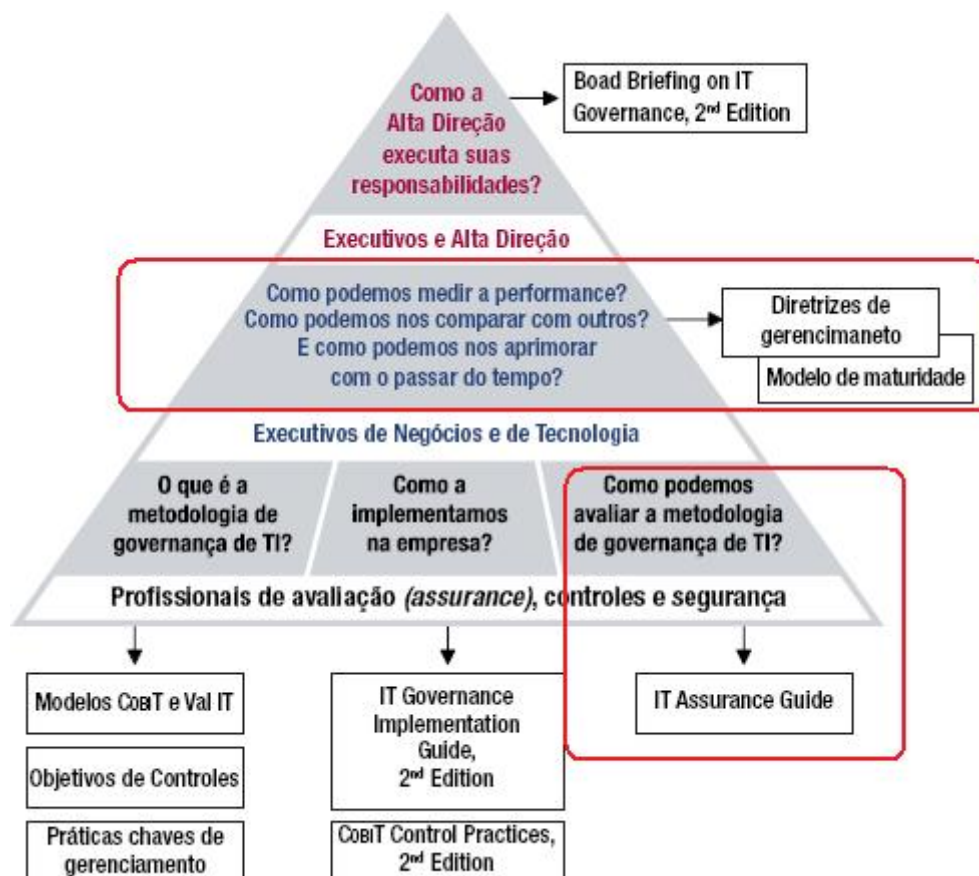 Como a
Alta Direção
executa suas
responsabilidades?
Boad Briefing on IT
Governance, 2nd Edition
Executivos e Alta Direção
Como podemos medir a performance?
Como podemos nos comparar com outros?
E como podemos nos aprimorar
com o passar do tempo?
Diretrizes de
gerencimaneto
Modelo de maturidade
Executivos de Negócios e de Tecnologia
O que é a
metodologia de
governança de TI?
Como a
implementamos
na empresa?
Como podemos
avaliar a metodologia
de governança de TI?
Profissionais de avaliação (assurance), controles e segurança
Modelos COBIT e Val IT
Objetivos de Controles
Práticas chaves de
gerenciamento
IT Governance
Implementation
Guide,
2nd Edition
COBIT Control Practices,
2nd Edition
IT Assurance Guide